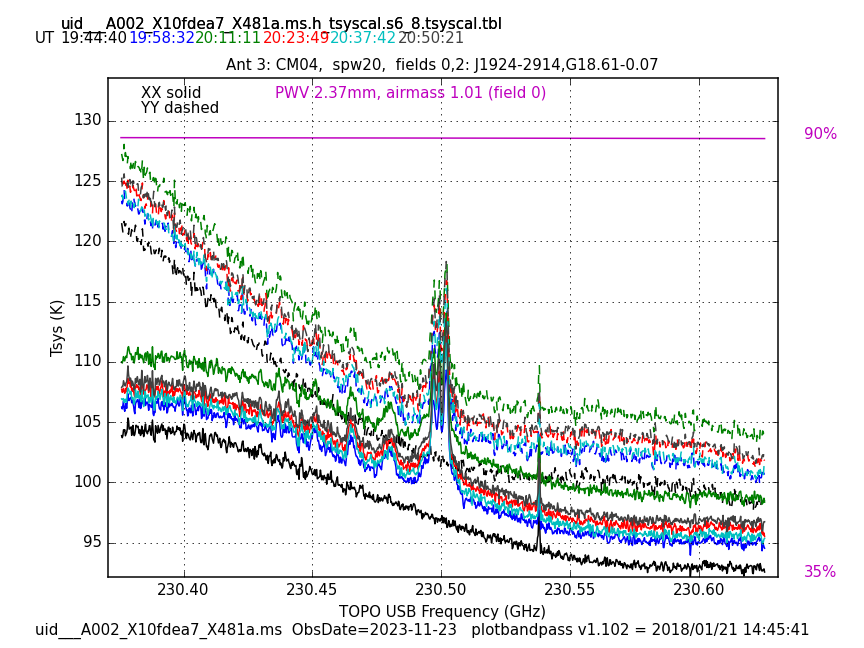 uid___A002_X10fdea7_X481a.ms.h_tsyscal.s6_8.tsyscal.tbl
UT 19:44:40 19:58:32 20:11:11 20:23:49 20:37:42 20:50:21
Ant 3: CM04,  spw20,  fields 0,2: J1924-2914,G18.61-0.07
XX solid
PWV 2.37mm, airmass 1.01 (field 0)
YY dashed
130
90%
125
120
115
110
105
100
95
35%
Tsys (K)
230.40 230.45 230.50 230.55 230.60
TOPO USB Frequency (GHz)
uid___A002_X10fdea7_X481a.ms  ObsDate=2023-11-23   plotbandpass v1.102 = 2018/01/21 14:45:41